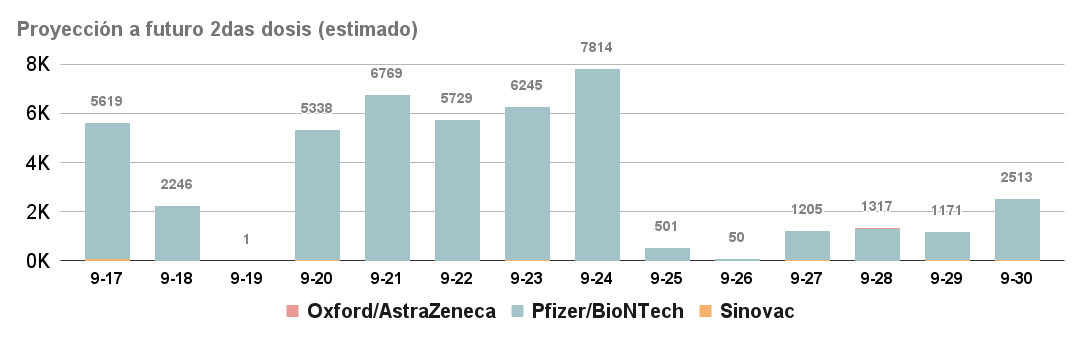 Proyección a futuro 2das dosis (estimado)
8K
6K
4K
2K
0K
5619
2246
1
5338
6769
5729
6245
7814
501
50
1205
1317
1171
2513
9-17 9-18 9-19 9-20 9-21 9-22 9-23 9-24 9-25 9-26 9-27 9-28 9-29 9-30
Oxford/AstraZeneca Pfizer/BioNTech Sinovac